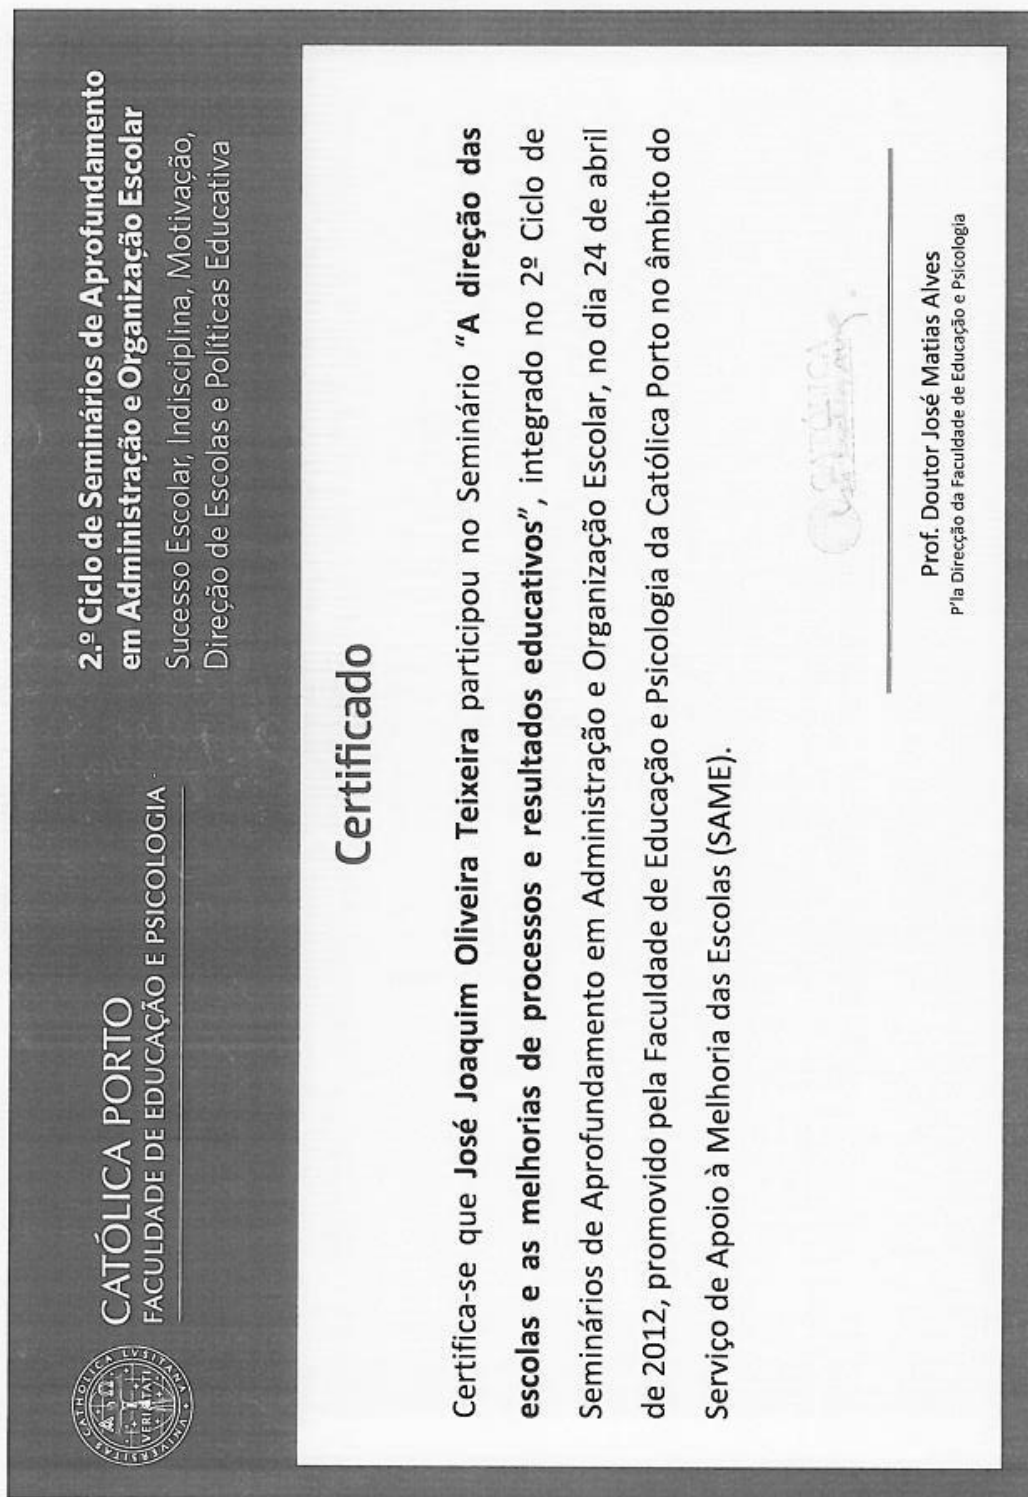 CATÓLICA PORTO
FACULDADE DE EDUCAÇÃO E PSICOLOGIA
2.º Ciclo de Seminários de Aprofundamento
em Administração e Organização Escolar
Sucesso Escolar, Indisciplina, Motivação,
Direção de Escolas e Políticas Educativa
Certificado
Certifica-se que José Joaquim Oliveira Teixeira participou no Seminário "A direção das
escolas e as melhorias de processos e resultados educativos", integrado no 2º Ciclo de
Seminários de Aprofundamento em Administração e Organização Escolar, no dia 24 de abril
de 2012, promovido pela Faculdade de Educação e Psicologia da Católica Porto no âmbito do
Serviço de Apoio à Melhoria das Escolas (SAME).
CATÓLICA
Prof. Doutor José Matias Alves
P'la Direcção da Faculdade de Educação e Psicologia